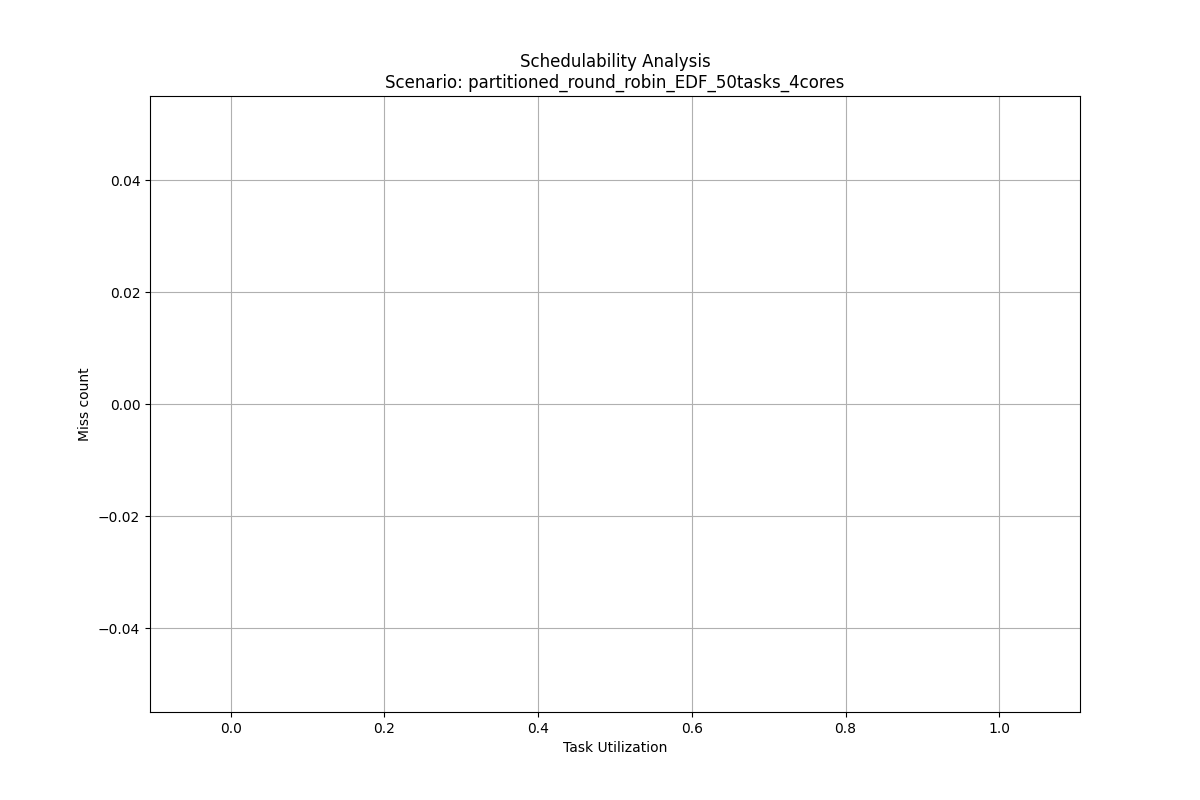 Schedulability Analysis
Scenario: partitioned_round_robin_EDF_50tasks_4cores
0.04
0.02
0.00
−0.02
−0.04
Miss count
0.0 0.2 0.4 0.6 0.8 1.0
Task Utilization